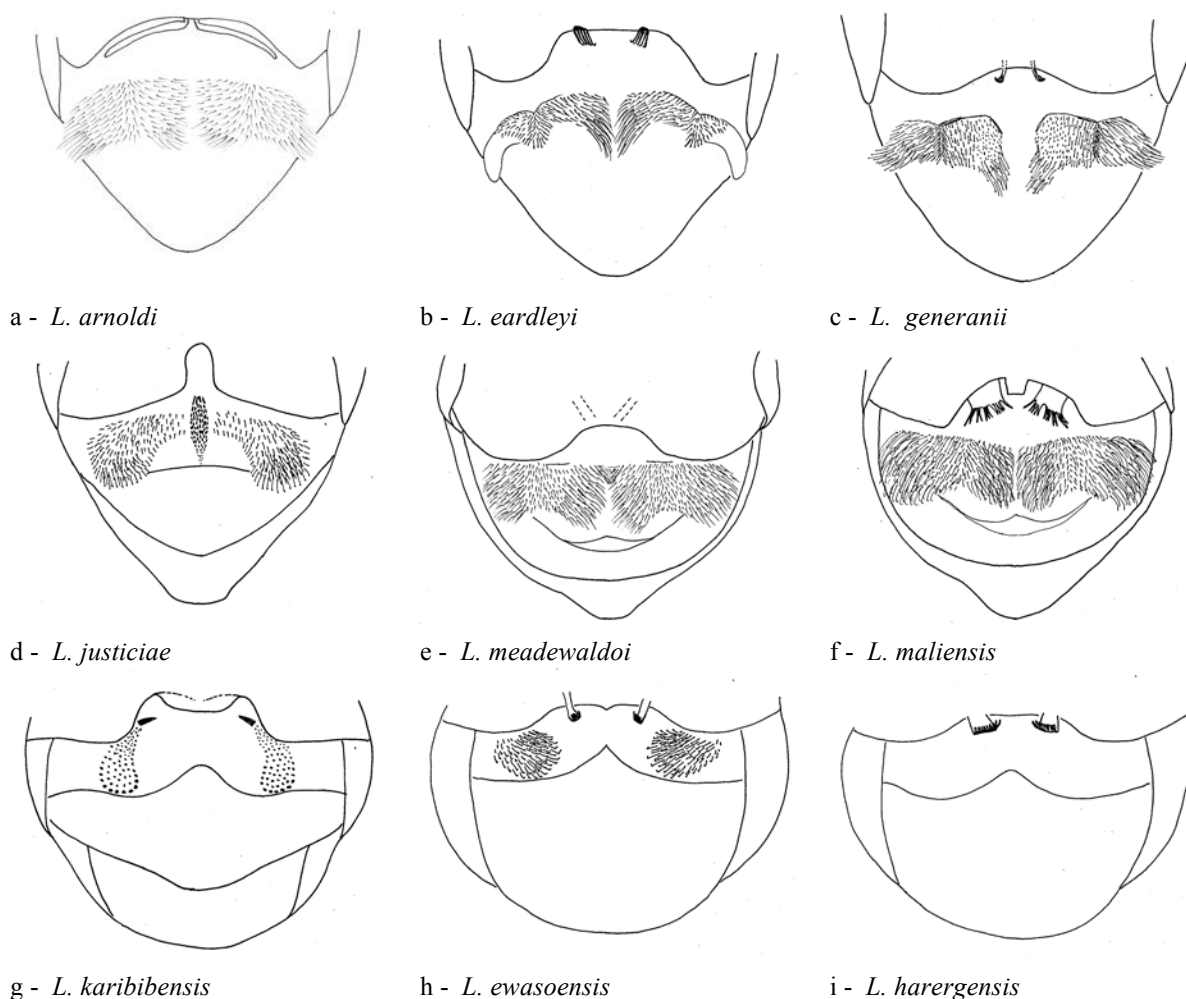 a - L. arnoldi
b - L. eardleyi
c - L. generanii
d - L. justiciae
e - L. meadewaldoi
f - L. maliensis
g - L. karibibensis
h - L. ewasoensis
i - L. harergensis